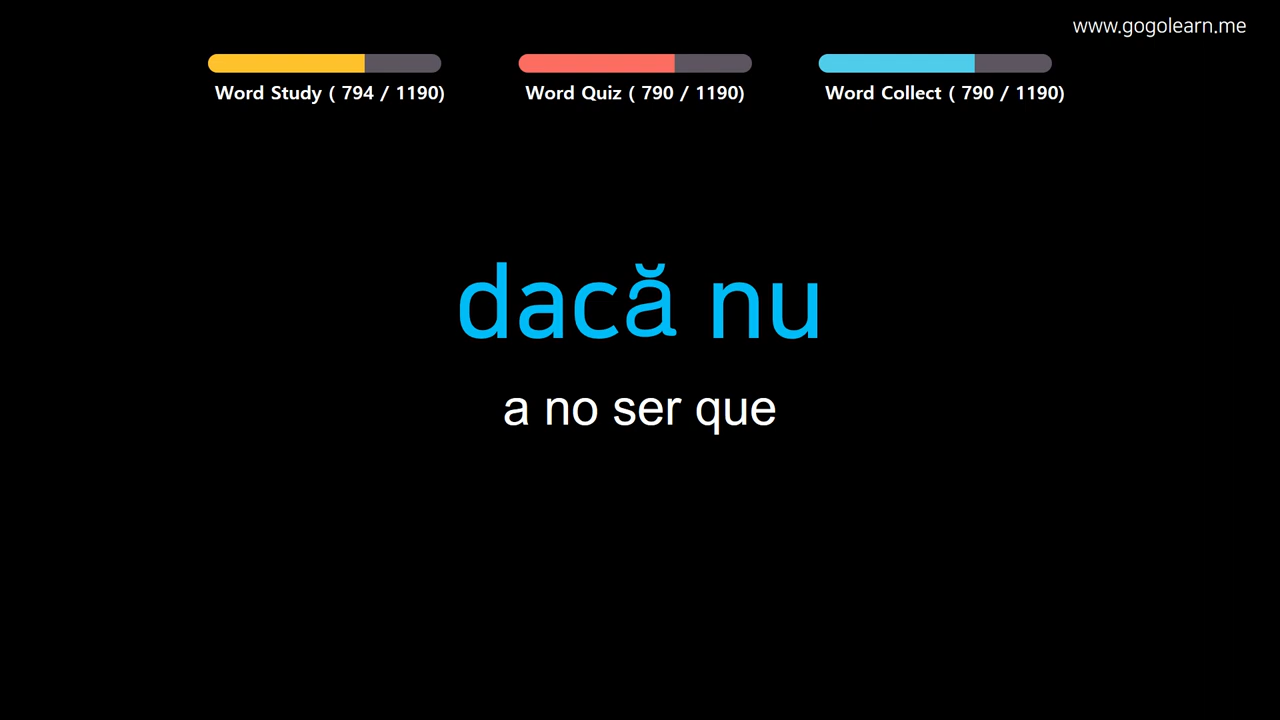 www.gogolearn.me
Word Study ( 794 / 1190)
Word Quiz ( 790 / 1190)
Word Collect ( 790 / 1190)
dacă nu
a no ser que